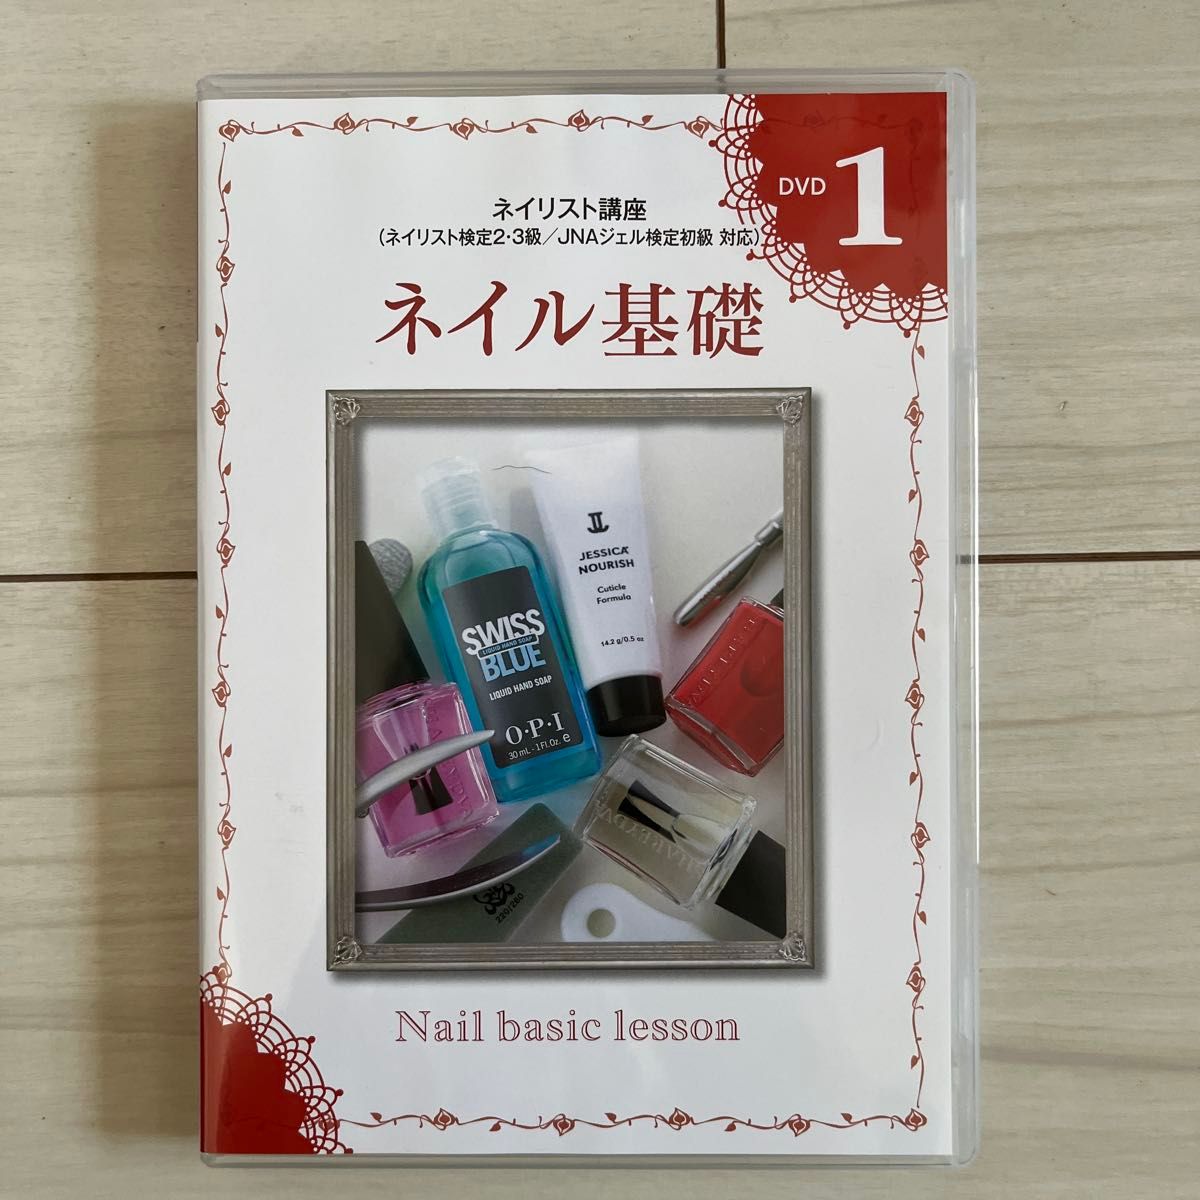 DVD 1
ネイリスト講座
（ネイリスト検定2・3級／JNAジェル検定初級 対応）
ネイル基礎
JESSICA
NOURISH
Cuticle
Formula
14.2 g/0.5 oz
SWISS
LIQUID HAND SOAP
BLUE
LIQUID HAND SOAP
O·P·I
30 mL - 1 Fl. Oz. e
220/280
Nail basic lesson